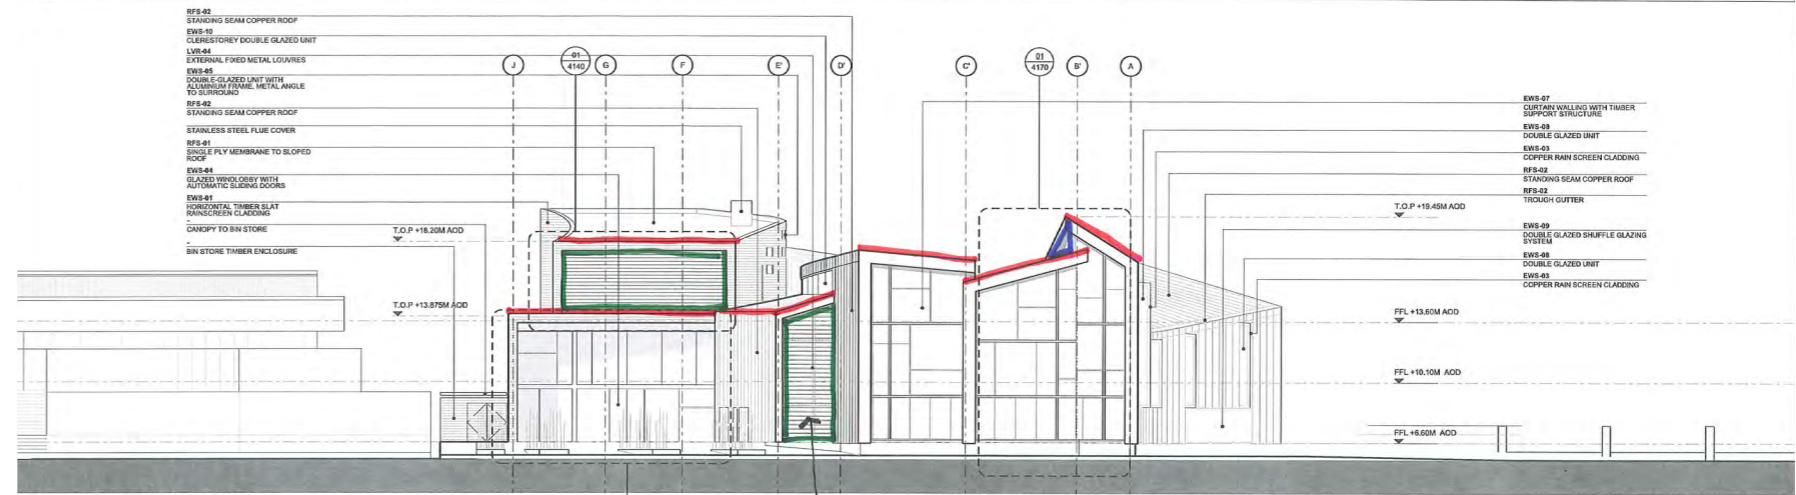 RFS-02
STANDING SEAM COPPER ROOF
EWS-10
CLERESTOREY DOUBLE GLAZED UNIT
LVR-04
EXTERNAL FIXED METAL LOUVRES
EWS-05
DOUBLE-GLAZED UNIT WITH
ALUMINIUM FRAME. METAL ANGLE
TO SURROUND
RFS-02
STANDING SEAM COPPER ROOF
STAINLESS STEEL FLUE COVER
RFS-01
SINGLE PLY MEMBRANE TO SLOPED
ROOF
EWS-04
GLAZED WINDLOBBY WITH
AUTOMATIC SLIDING DOORS
EWS-01
HORIZONTAL TIMBER SLAT
RAINSCREEN CLADDING
-
CANOPY TO BIN STORE
-
BIN STORE TIMBER ENCLOSURE
T.O.P +18.20M AOD
T.O.P +13.875M AOD
J
01
4140
G
F
E'
D'
C'
01
4170
B'
A
EWS-07
CURTAIN WALLING WITH TIMBER
SUPPORT STRUCTURE
EWS-08
DOUBLE GLAZED UNIT
EWS-03
COPPER RAIN SCREEN CLADDING
RFS-02
STANDING SEAM COPPER ROOF
RFS-02
TROUGH GUTTER
EWS-09
DOUBLE GLAZED SHUFFLE GLAZING
SYSTEM
EWS-08
DOUBLE GLAZED UNIT
EWS-03
COPPER RAIN SCREEN CLADDING
T.O.P +19.45M AOD
FFL +13.60M AOD
FFL +10.10M AOD
FFL +6.60M AOD